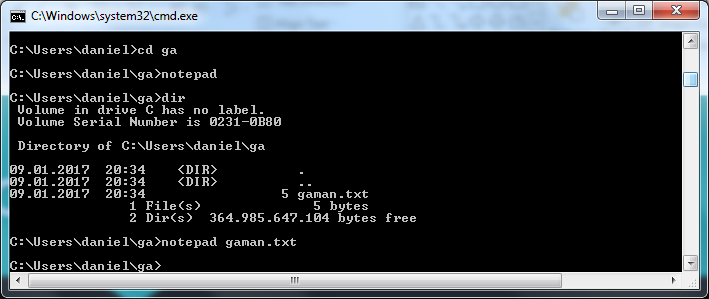 C:\Windows\system32\cmd.exe
C:\Users\daniel>cd ga
C:\Users\daniel\ga>notepad
C:\Users\daniel\ga>dir
 Volume in drive C has no label.
 Volume Serial Number is 0231-0B80
 Directory of C:\Users\daniel\ga
09.01.2017  20:34    <DIR>          .
09.01.2017  20:34    <DIR>          ..
09.01.2017  20:34                 5 gaman.txt
               1 File(s)              5 bytes
               2 Dir(s)  364.985.647.104 bytes free
C:\Users\daniel\ga>notepad gaman.txt
C:\Users\daniel\ga>